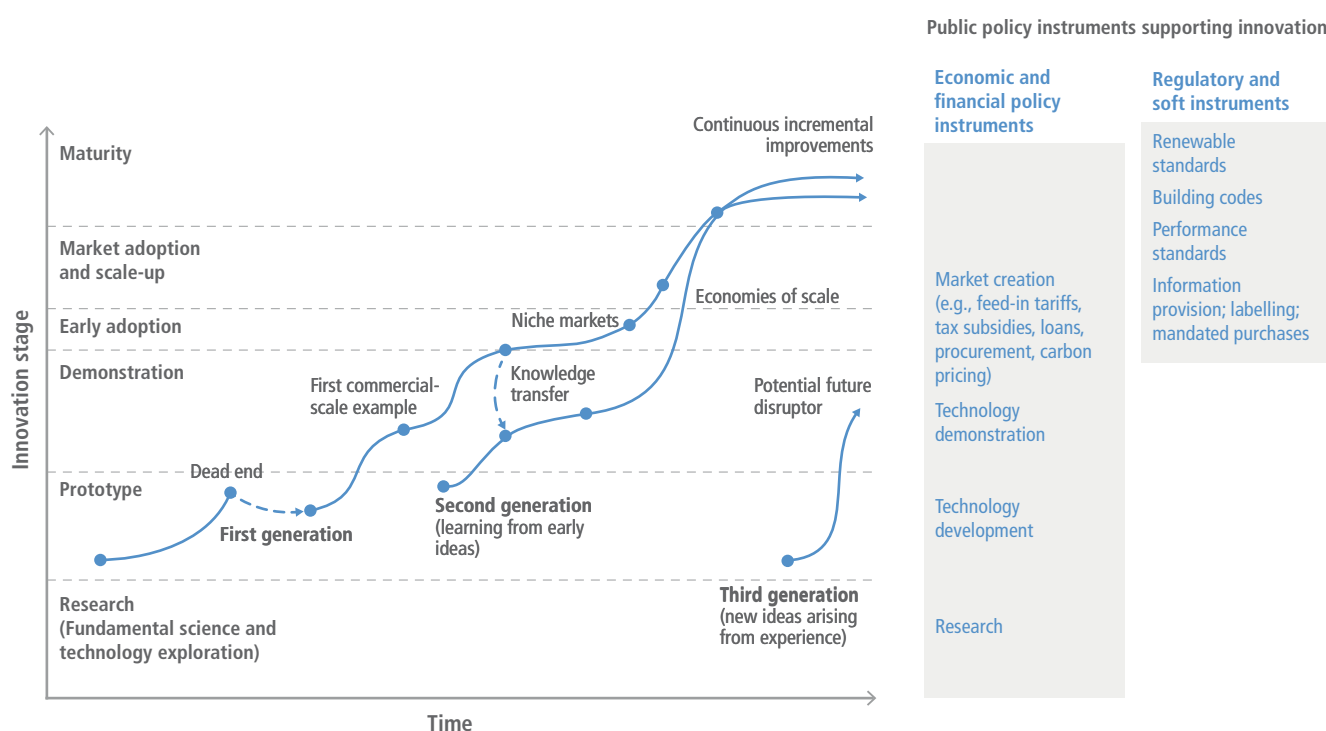 Public policy instruments supporting innovation
Economic and
financial policy
instruments
Regulatory and
soft instruments
Continuous incremental
improvements
Maturity
Renewable
standards
Building codes
Performance
standards
Information
provision; labelling;
mandated purchases
Market adoption
and scale-up
Market creation
(e.g., feed-in tariffs,
tax subsidies, loans,
procurement, carbon
pricing)
Economies of scale
Niche markets
Early adoption
Demonstration
Knowledge
transfer
First commercial-
scale example
Potential future
disruptor
Technology
demonstration
Innovation stage
Dead end
Prototype
First generation
Second generation
(learning from early
ideas)
Technology
development
Third generation
(new ideas arising
from experience)
Research
(Fundamental science and
technology exploration)
Research
Time